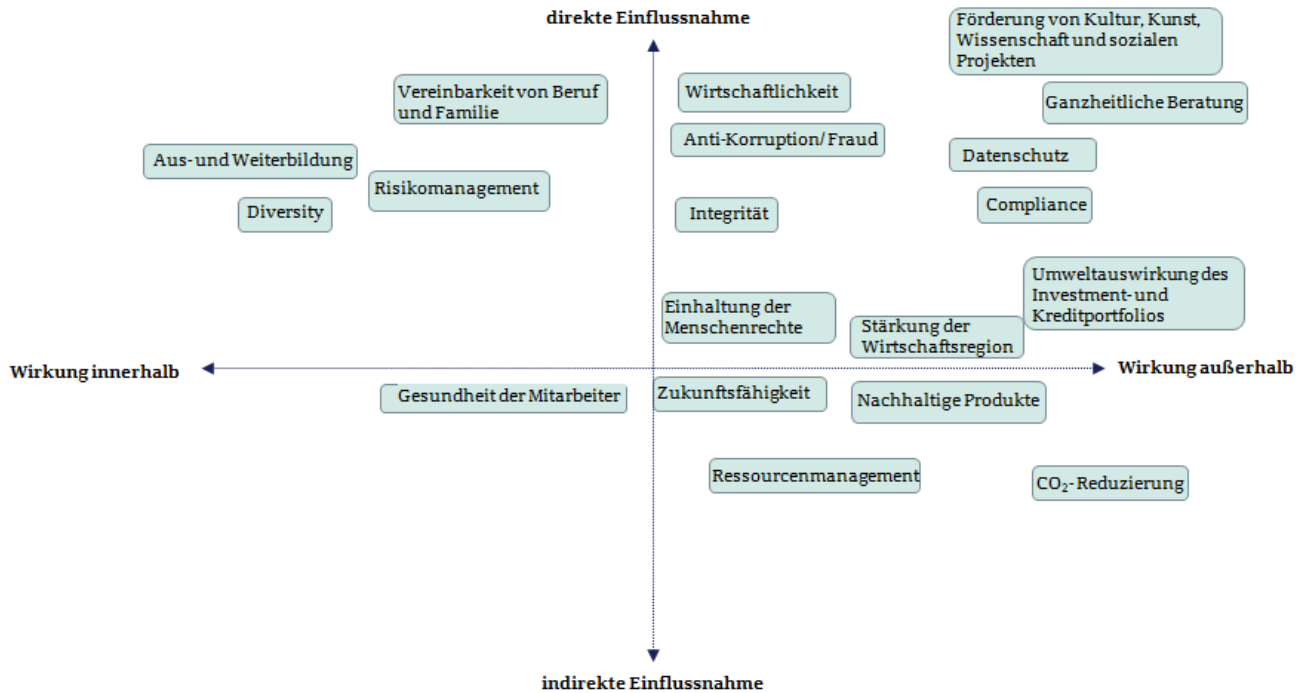 direkte Einflussnahme
Förderung von Kultur, Kunst,
Wissenschaft und sozialen
Projekten
Vereinbarkeit von Beruf
und Familie
Wirtschaftlichkeit
Ganzheitliche Beratung
Anti-Korruption/ Fraud
Aus- und Weiterbildung
Datenschutz
Risikomanagement
Diversity
Integrität
Compliance
Umweltauswirkung des
Investment- und
Kreditportfolios
Einhaltung der
Menschenrechte
Stärkung der
Wirtschaftsregion
Wirkung innerhalb
Wirkung außerhalb
Gesundheit der Mitarbeiter
Zukunftsfähigkeit
Nachhaltige Produkte
Ressourcenmanagement
CO₂- Reduzierung
indirekte Einflussnahme